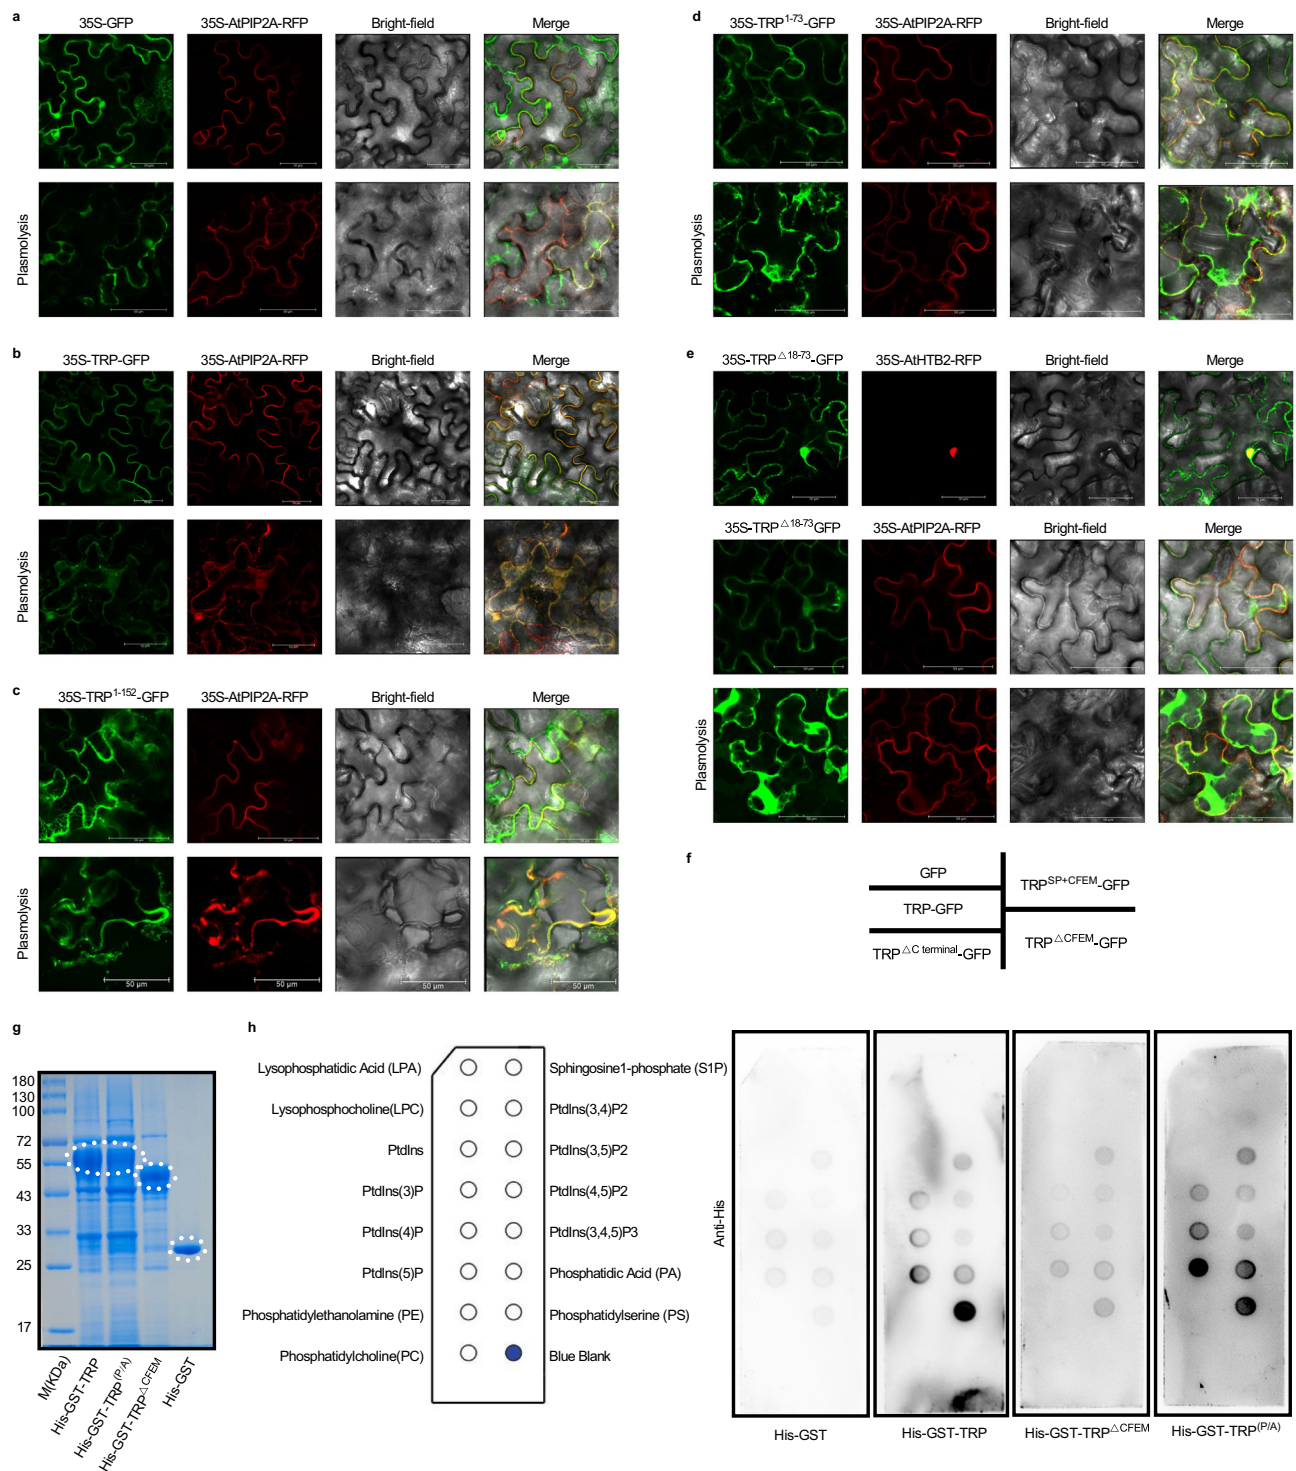 a
35S-GFP 35S-AtPIP2A-RFP Bright-field Merge
Plasmolysis
b
35S-TRP-GFP 35S-AtPIP2A-RFP Bright-field Merge
Plasmolysis
c
35S-TRP1-152-GFP 35S-AtPIP2A-RFP Bright-field Merge
Plasmolysis
50 µm 50 µm 50 µm 50 µm
d
35S-TRP1-73-GFP 35S-AtPIP2A-RFP Bright-field Merge
Plasmolysis
e
35S-TRP△18-73-GFP 35S-AtHTB2-RFP Bright-field Merge
35S-TRP△18-73GFP 35S-AtPIP2A-RFP Bright-field Merge
Plasmolysis
f
GFP
TRP-GFP
TRP△C terminal-GFP
TRPSP+CFEM-GFP
TRP△CFEM-GFP
g
180
130
100
72
55
43
33
25
17
M(KDa)
His-GST-TRP
His-GST-TRP(P/A)
His-GST-TRP△CFEM
His-GST
h
Lysophosphatidic Acid (LPA) Sphingosine1-phosphate (S1P)
Lysophosphocholine(LPC) PtdIns(3,4)P2
PtdIns PtdIns(3,5)P2
PtdIns(3)P PtdIns(4,5)P2
PtdIns(4)P PtdIns(3,4,5)P3
PtdIns(5)P Phosphatidic Acid (PA)
Phosphatidylethanolamine (PE) Phosphatidylserine (PS)
Phosphatidylcholine(PC) Blue Blank
Anti-His
His-GST His-GST-TRP His-GST-TRP△CFEM His-GST-TRP(P/A)